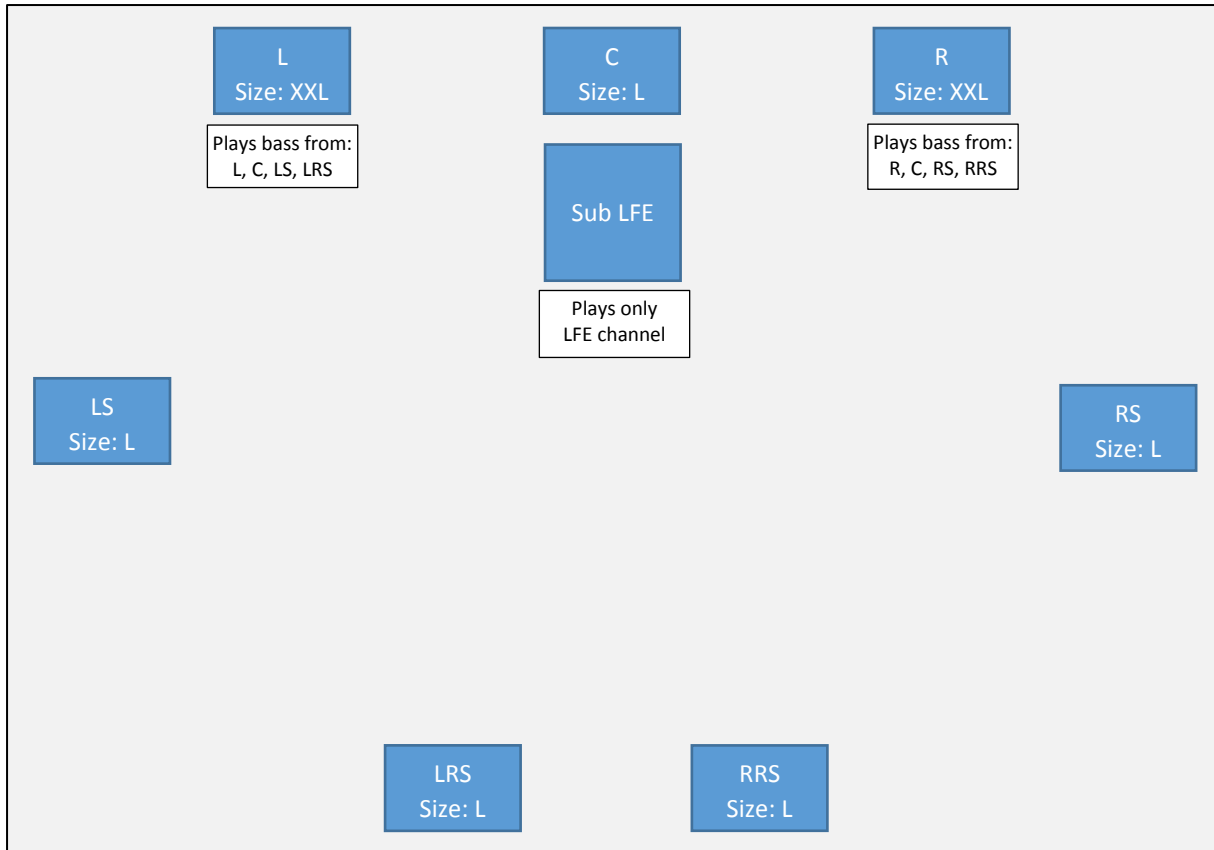 L
Size: XXL
C
Size: L
R
Size: XXL
Plays bass from:
L, C, LS, LRS
Plays bass from:
R, C, RS, RRS
Sub LFE
Plays only
LFE channel
LS
Size: L
RS
Size: L
LRS
Size: L
RRS
Size: L